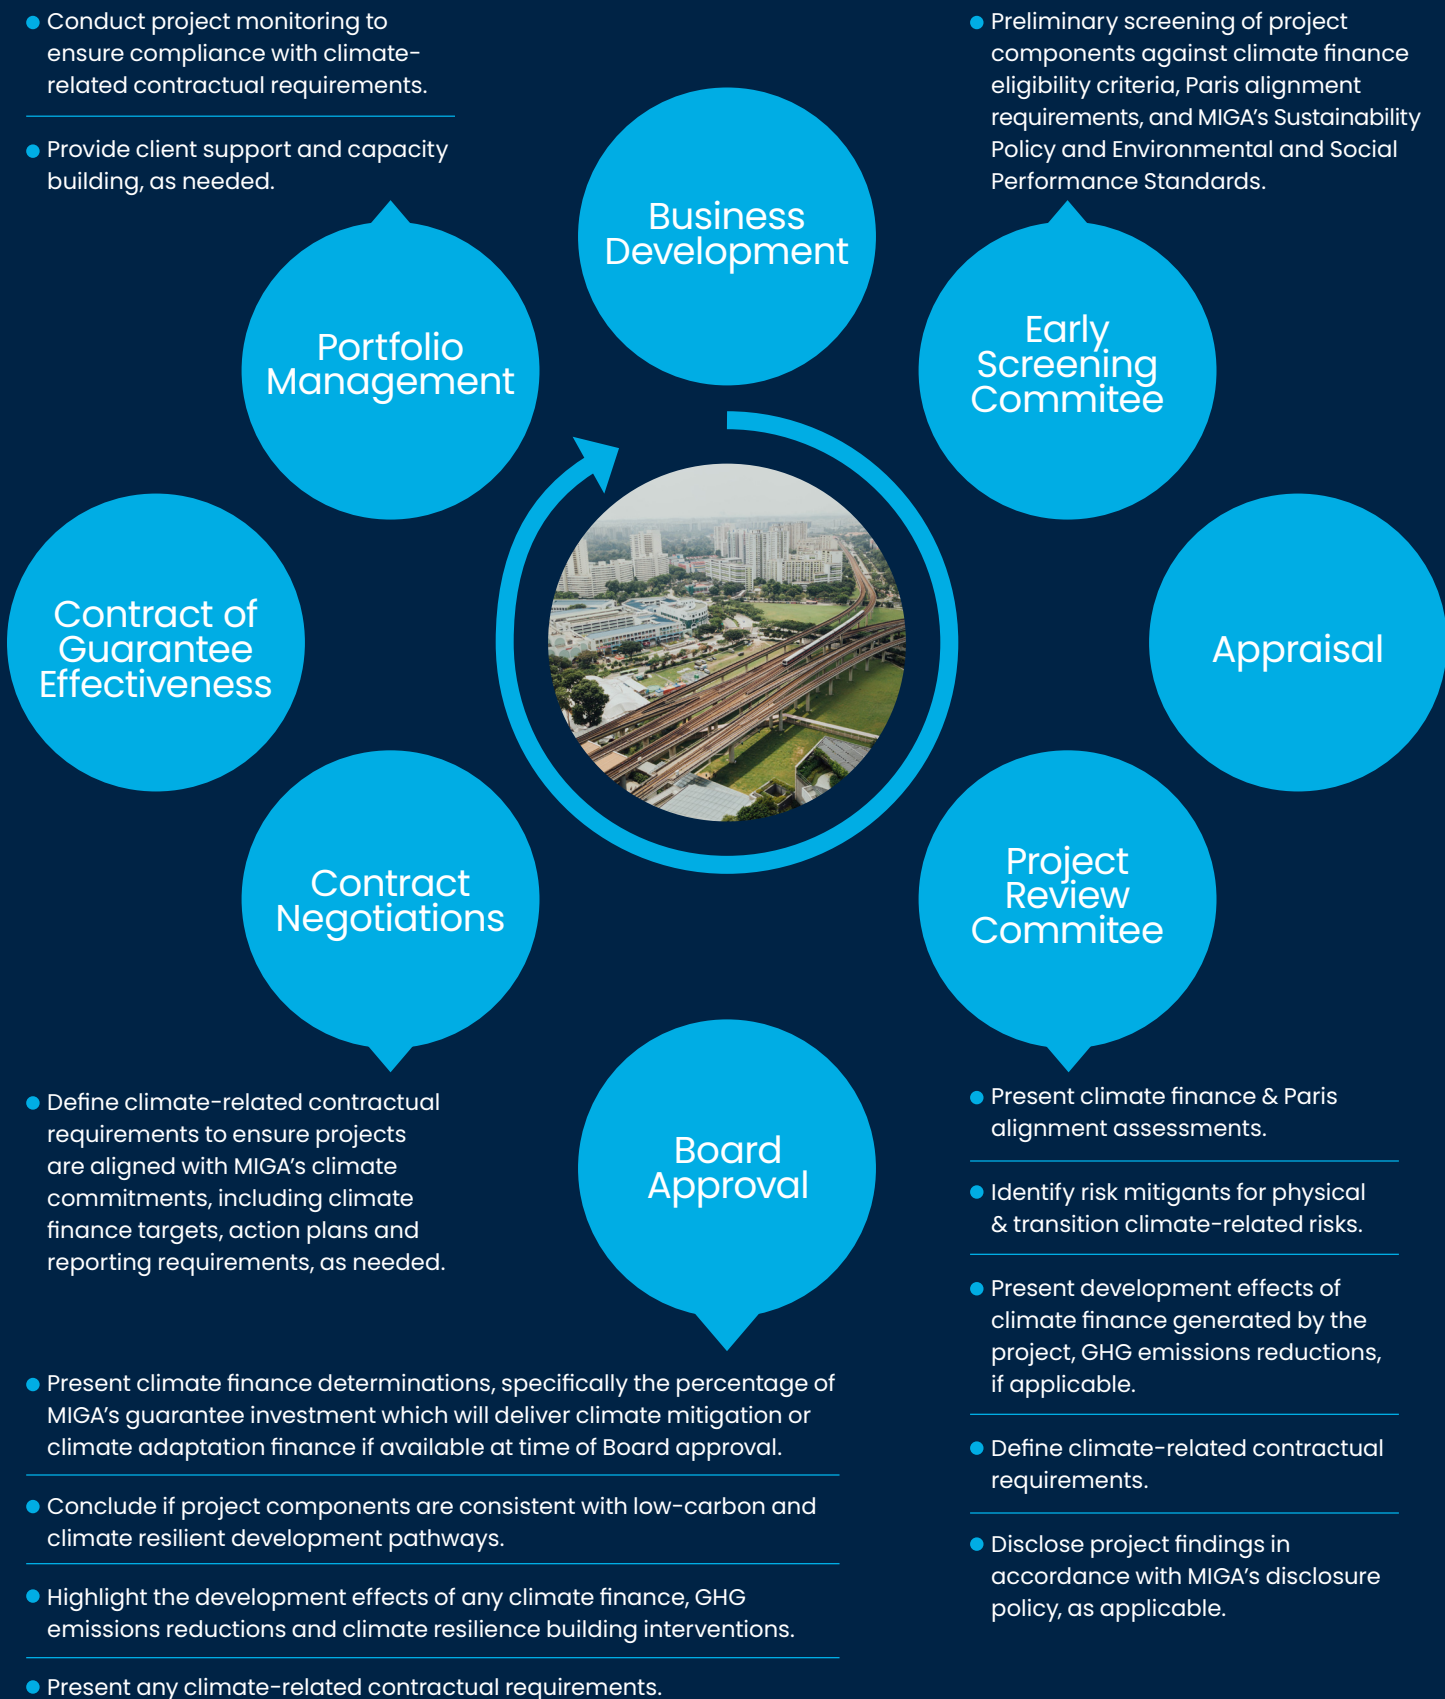 Conduct project monitoring to
ensure compliance with climate-
related contractual requirements.
Provide client support and capacity
building, as needed.
Preliminary screening of project
components against climate finance
eligibility criteria, Paris alignment
requirements, and MIGA’s Sustainability
Policy and Environmental and Social
Performance Standards.
Business
Development
Portfolio
Management
Early
Screening
Commitee
Contract of
Guarantee
Effectiveness
Appraisal
Contract
Negotiations
Project
Review
Commitee
Board
Approval
Define climate-related contractual
requirements to ensure projects
are aligned with MIGA’s climate
commitments, including climate
finance targets, action plans and
reporting requirements, as needed.
Present climate finance & Paris
alignment assessments.
Identify risk mitigants for physical
& transition climate-related risks.
Present development effects of
climate finance generated by the
project, GHG emissions reductions,
if applicable.
Define climate-related contractual
requirements.
Disclose project findings in
accordance with MIGA’s disclosure
policy, as applicable.
Present climate finance determinations, specifically the percentage of
MIGA’s guarantee investment which will deliver climate mitigation or
climate adaptation finance if available at time of Board approval.
Conclude if project components are consistent with low-carbon and
climate resilient development pathways.
Highlight the development effects of any climate finance, GHG
emissions reductions and climate resilience building interventions.
Present any climate-related contractual requirements.